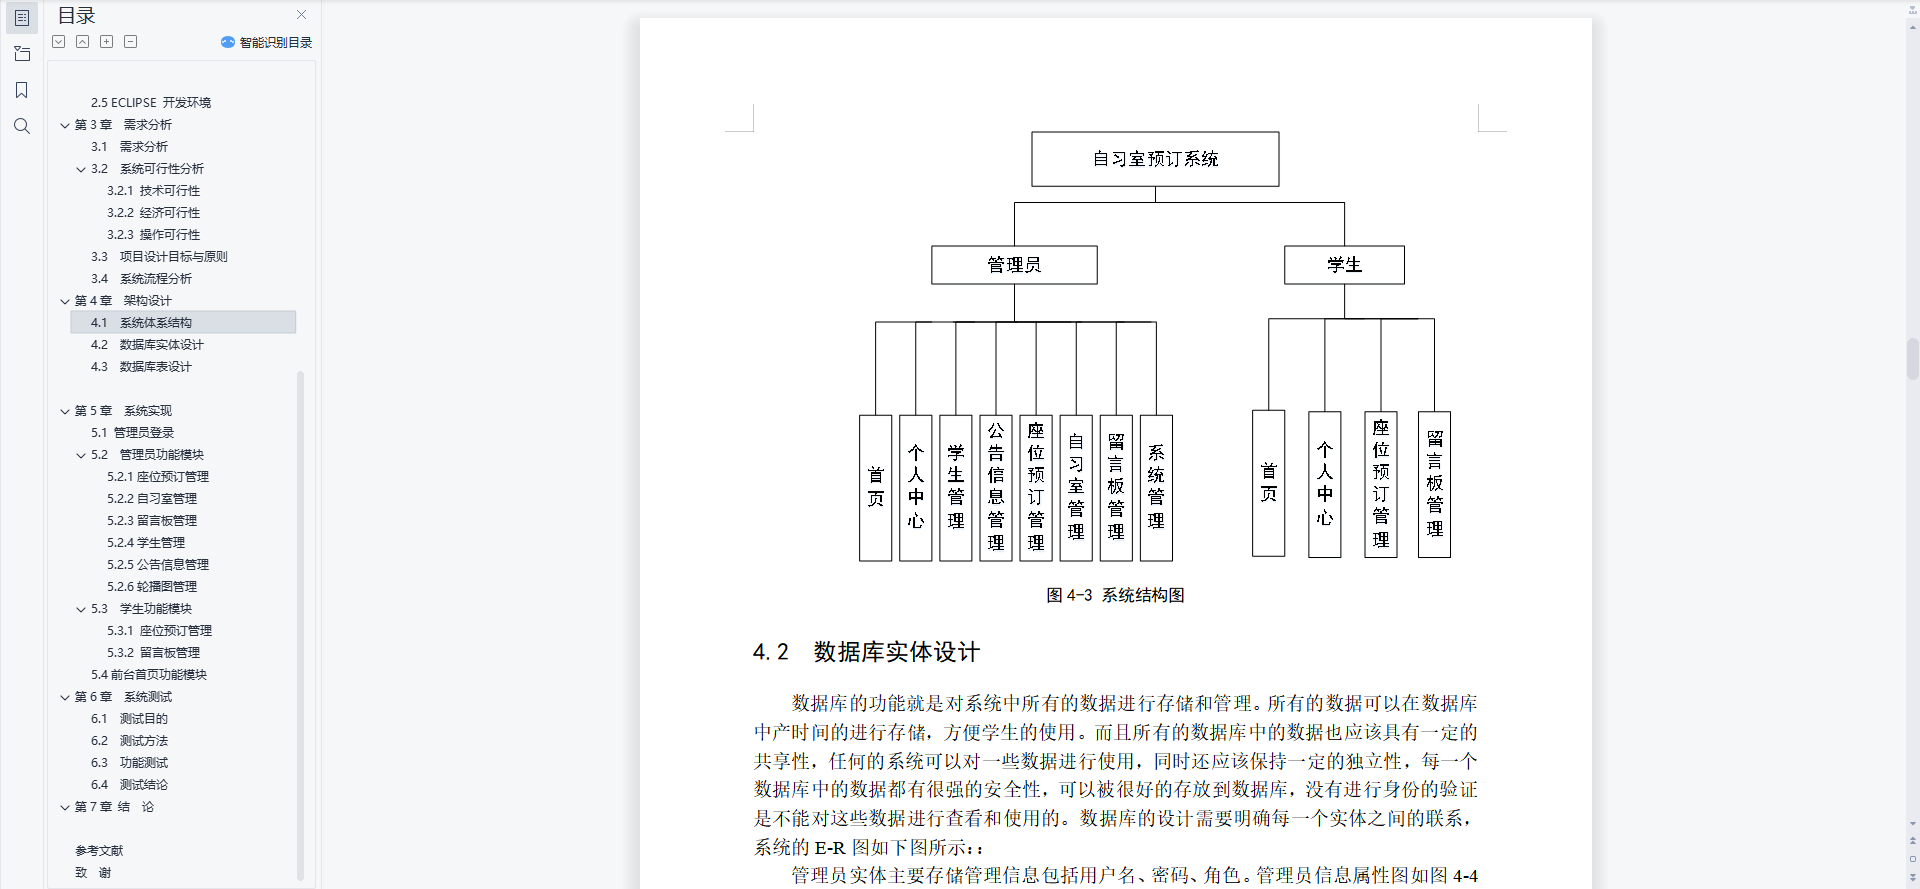 目录
智能识别目录
2.5 ECLIPSE 开发环境
第 3 章 需求分析
3.1 需求分析
3.2 系统可行性分析
3.2.1 技术可行性
3.2.2 经济可行性
3.2.3 操作可行性
3.3 项目设计目标与原则
3.4 系统流程分析
第 4 章 架构设计
4.1 系统体系结构
4.2 数据库实体设计
4.3 数据库表设计
第 5 章 系统实现
5.1 管理员登录
5.2 管理员功能模块
5.2.1 座位预订管理
5.2.2 自习室管理
5.2.3 留言板管理
5.2.4 学生管理
5.2.5 公告信息管理
5.2.6 轮播图管理
5.3 学生功能模块
5.3.1 座位预订管理
5.3.2 留言板管理
5.4 前台首页功能模块
第 6 章 系统测试
6.1 测试目的
6.2 测试方法
6.3 功能测试
6.4 测试结论
第 7 章 结 论
参考文献
致 谢
自习室预订系统
管理员
学生
首页
个人中心
学生管理
公告信息管理
座位预订管理
自习室管理
留言板管理
系统管理
首页
个人中心
座位预订管理
留言板管理
图 4-3 系统结构图
4.2 数据库实体设计
数据库的功能就是对系统中所有的数据进行存储和管理。所有的数据可以在数据库
中产时间的进行存储，方便学生的使用。而且所有的数据库中的数据也应该具有一定的
共享性，任何的系统可以对一些数据进行使用，同时还应该保持一定的独立性，每一个
数据库中的数据都有很强的安全性，可以被很好的存放到数据库，没有进行身份的验证
是不能对这些数据进行查看和使用的。数据库的设计需要明确每一个实体之间的联系，
系统的 E-R 图如下图所示：：
管理员实体主要存储管理信息包括用户名、密码、角色。管理员信息属性图如图 4-4